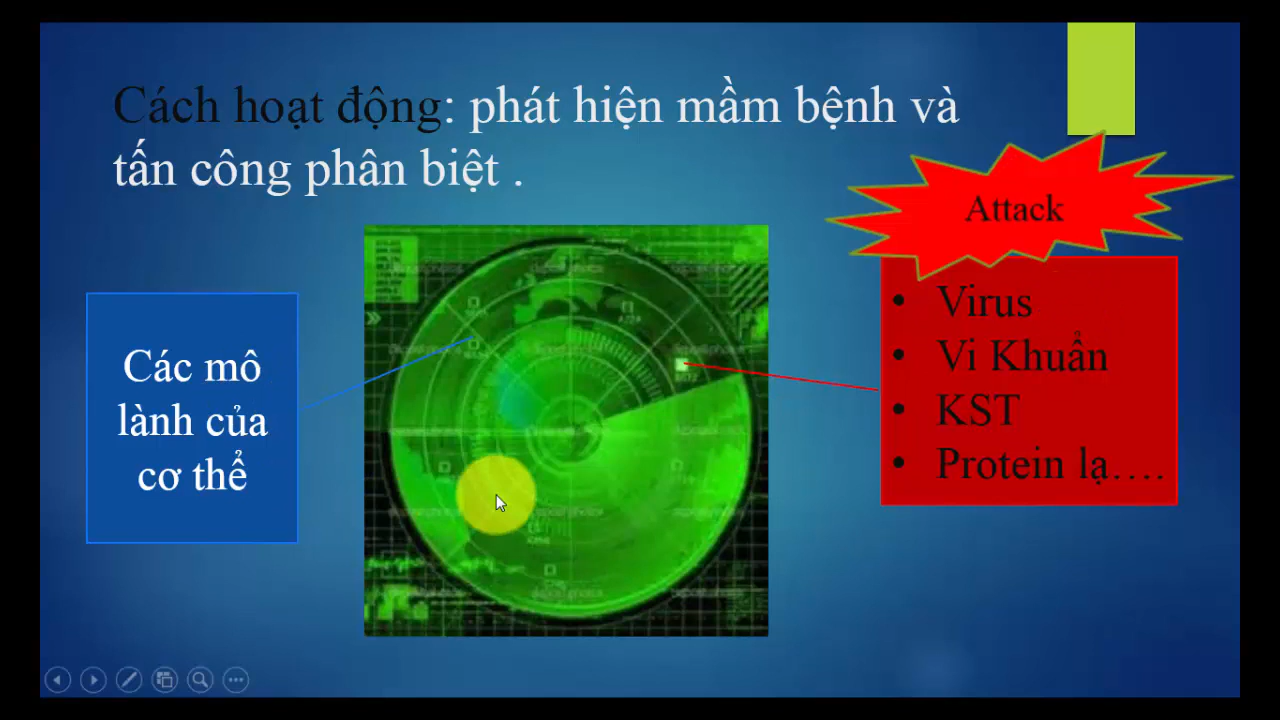 Cách hoạt động: phát hiện mầm bệnh và
tấn công phân biệt .
Attack
Các mô
lành của
cơ thể
• Virus
• Vi Khuẩn
• KST
• Protein lạ….